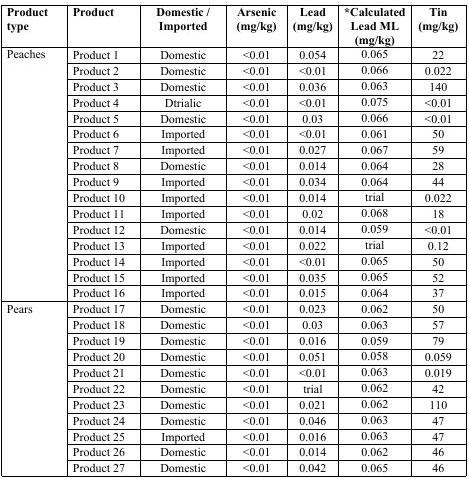 Product type Product Domestic / Imported Arsenic (mg/kg) Lead (mg/kg) *Calculated Lead ML (mg/kg) Tin (mg/kg)
Peaches Product 1 Domestic <0.01 0.054 0.065 22
Product 2 Domestic <0.01 <0.01 0.066 0.022
Product 3 Domestic <0.01 0.036 0.063 140
Product 4 Dtrialic <0.01 <0.01 0.075 <0.01
Product 5 Domestic <0.01 0.03 0.066 <0.01
Product 6 Imported <0.01 <0.01 0.061 50
Product 7 Imported <0.01 0.027 0.067 59
Product 8 Domestic <0.01 0.014 0.064 28
Product 9 Imported <0.01 0.034 0.064 44
Product 10 Imported <0.01 0.014 trial 0.022
Product 11 Imported <0.01 0.02 0.068 18
Product 12 Domestic <0.01 0.014 0.059 <0.01
Product 13 Imported <0.01 0.022 trial 0.12
Product 14 Imported <0.01 <0.01 0.065 50
Product 15 Imported <0.01 0.035 0.065 52
Product 16 Imported <0.01 0.015 0.064 37
Pears Product 17 Domestic <0.01 0.023 0.062 50
Product 18 Domestic <0.01 0.03 0.063 57
Product 19 Domestic <0.01 0.016 0.059 79
Product 20 Domestic <0.01 0.051 0.058 0.059
Product 21 Domestic <0.01 <0.01 0.063 0.019
Product 22 Domestic <0.01 trial 0.062 42
Product 23 Domestic <0.01 0.021 0.062 110
Product 24 Domestic <0.01 0.046 0.063 47
Product 25 Imported <0.01 0.016 0.063 47
Product 26 Domestic <0.01 0.014 0.062 46
Product 27 Domestic <0.01 0.042 0.065 46